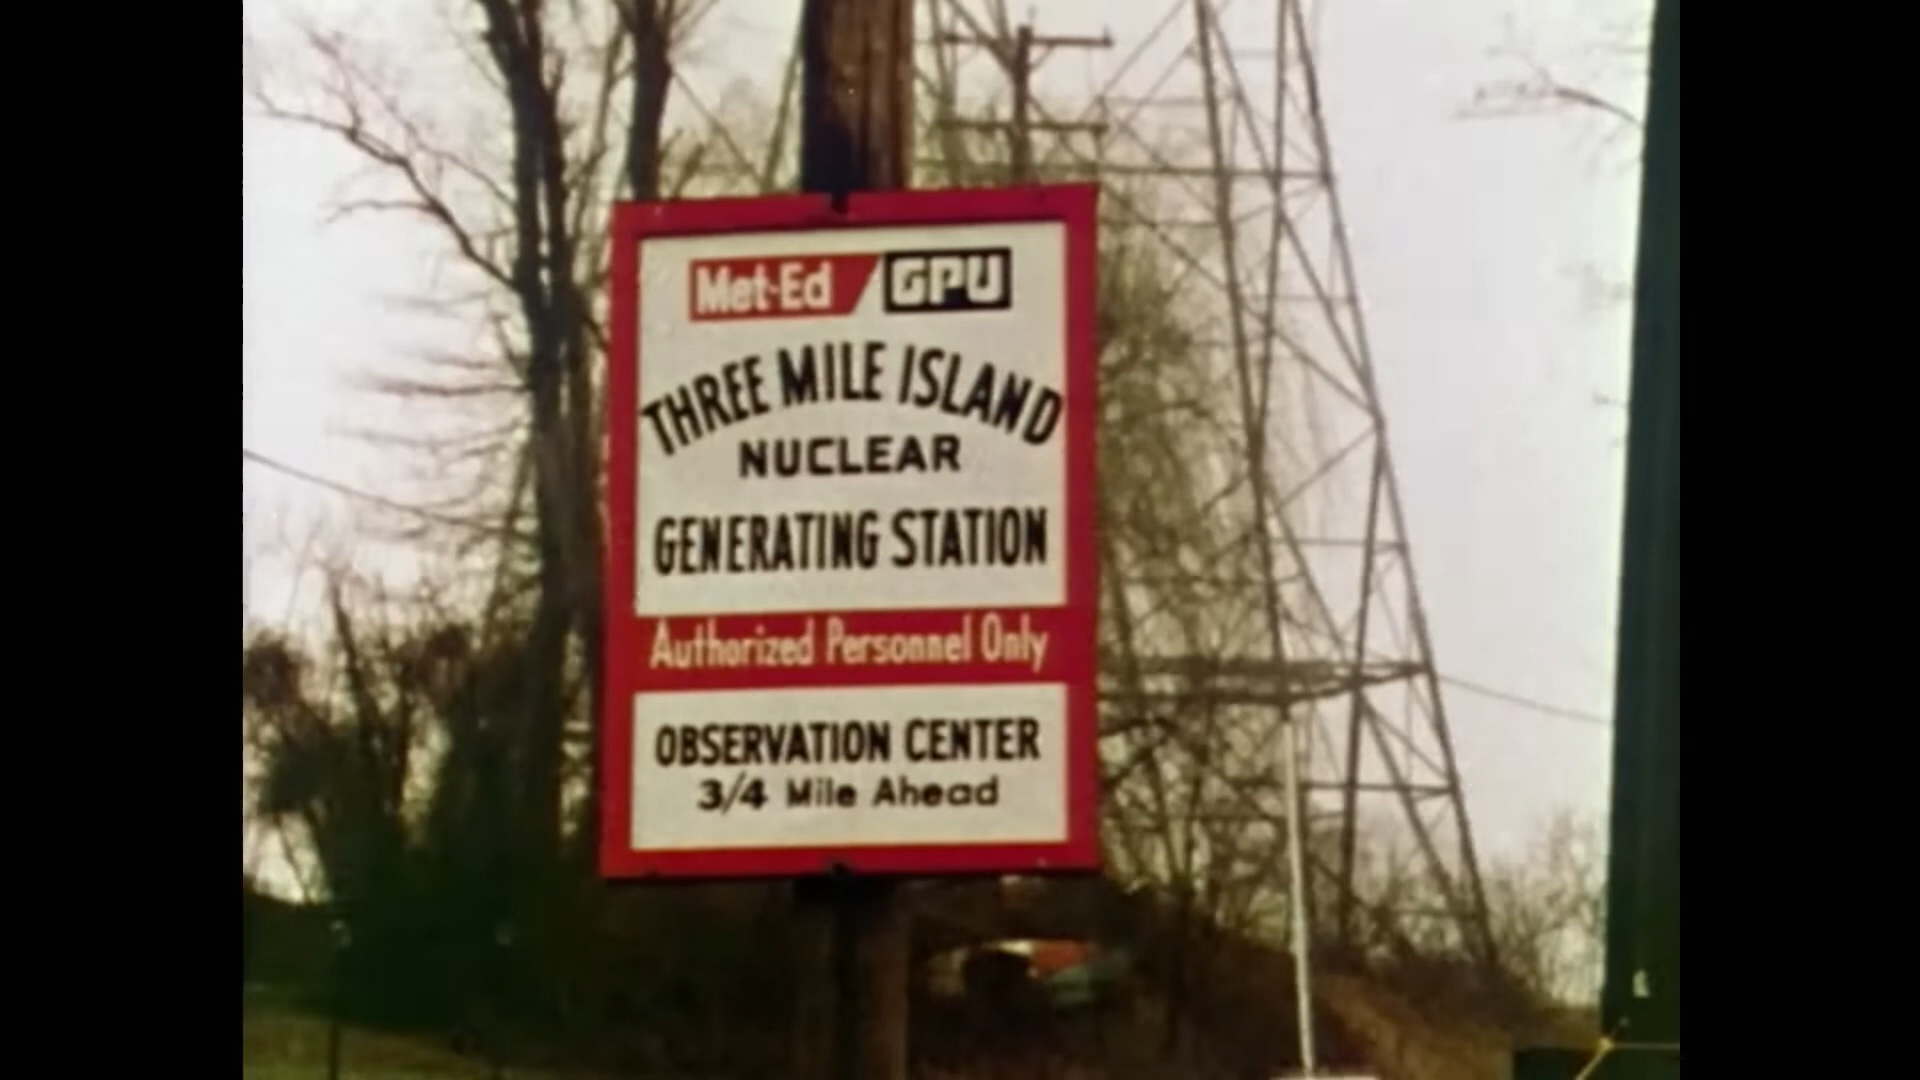 Met-Ed GPU
THREE MILE ISLAND
NUCLEAR
GENERATING STATION
Authorized Personnel Only
OBSERVATION CENTER
3/4 Mile Ahead